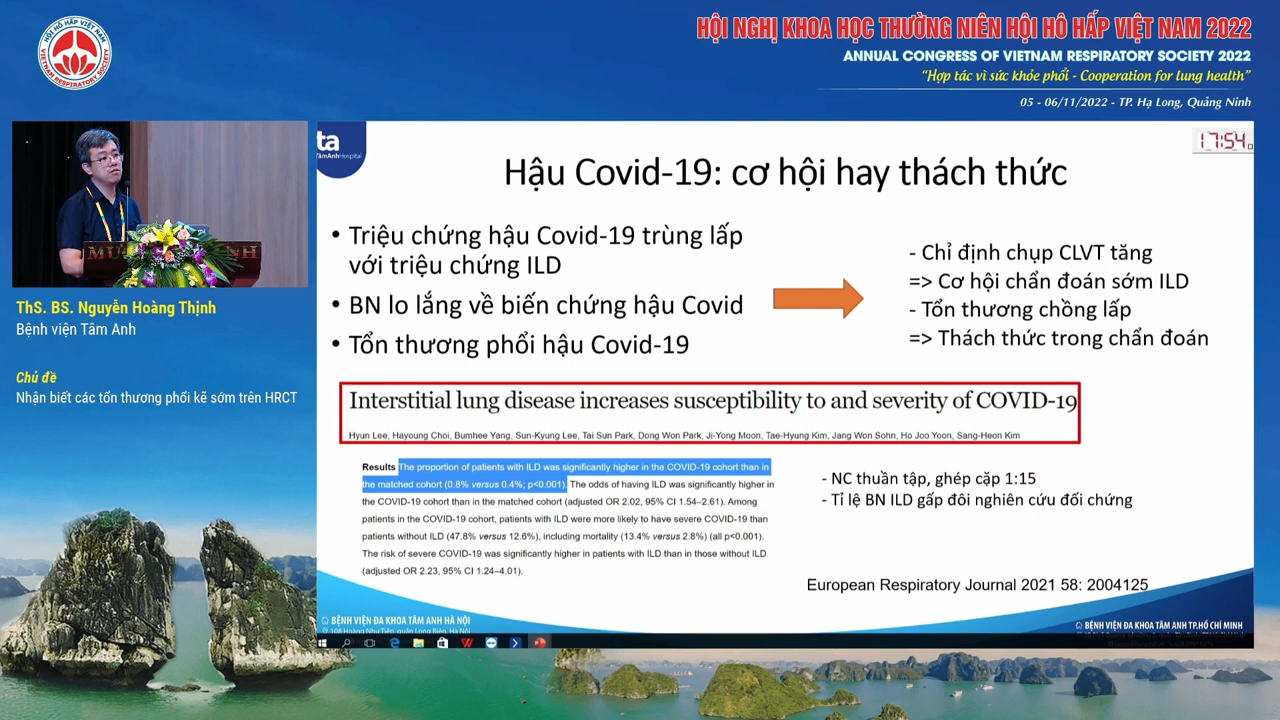 HỘI HÔ HẤP VIỆT NAM
VIETNAM RESPIRATORY SOCIETY
HỘI NGHỊ KHOA HỌC THƯỜNG NIÊN HỘI HÔ HẤP VIỆT NAM 2022
ANNUAL CONGRESS OF VIETNAM RESPIRATORY SOCIETY 2022
“Hợp tác vì sức khỏe phổi - Cooperation for lung health”
05 - 06/11/2022 - TP. Hạ Long, Quảng Ninh
ThS. BS. Nguyễn Hoàng Thịnh
Bệnh viện Tâm Anh
Chủ đề
Nhận biết các tổn thương phổi kẽ sớm trên HRCT
ta
TâmAnhHospital
17:54
Hậu Covid-19: cơ hội hay thách thức
• Triệu chứng hậu Covid-19 trùng lấp
với triệu chứng ILD
• BN lo lắng về biến chứng hậu Covid
• Tổn thương phổi hậu Covid-19
- Chỉ định chụp CLVT tăng
=> Cơ hội chẩn đoán sớm ILD
- Tổn thương chồng lấp
=> Thách thức trong chẩn đoán
Interstitial lung disease increases susceptibility to and severity of COVID-19
Hyun Lee, Hayoung Choi, Bumhee Yang, Sun-Kyung Lee, Tai Sun Park, Dong Won Park, Ji-Yong Moon, Tae-Hyung Kim, Jang Won Sohn, Ho Joo Yoon, Sang-Heon Kim
Results The proportion of patients with ILD was significantly higher in the COVID-19 cohort than in
the matched cohort (0.8% versus 0.4%; p<0.001). The odds of having ILD was significantly higher in
the COVID-19 cohort than in the matched cohort (adjusted OR 2.02, 95% CI 1.54–2.61). Among
patients in the COVID-19 cohort, patients with ILD were more likely to have severe COVID-19 than
patients without ILD (47.8% versus 12.6%), including mortality (13.4% versus 2.8%) (all p<0.001).
The risk of severe COVID-19 was significantly higher in patients with ILD than in those without ILD
(adjusted OR 2.23, 95% CI 1.24–4.01).
- NC thuần tập, ghép cặp 1:15
- Tỉ lệ BN ILD gấp đôi nghiên cứu đối chứng
European Respiratory Journal 2021 58: 2004125
BỆNH VIỆN ĐA KHOA TÂM ANH HÀ NỘI
BỆNH VIỆN ĐA KHOA TÂM ANH TP.HỒ CHÍ MINH